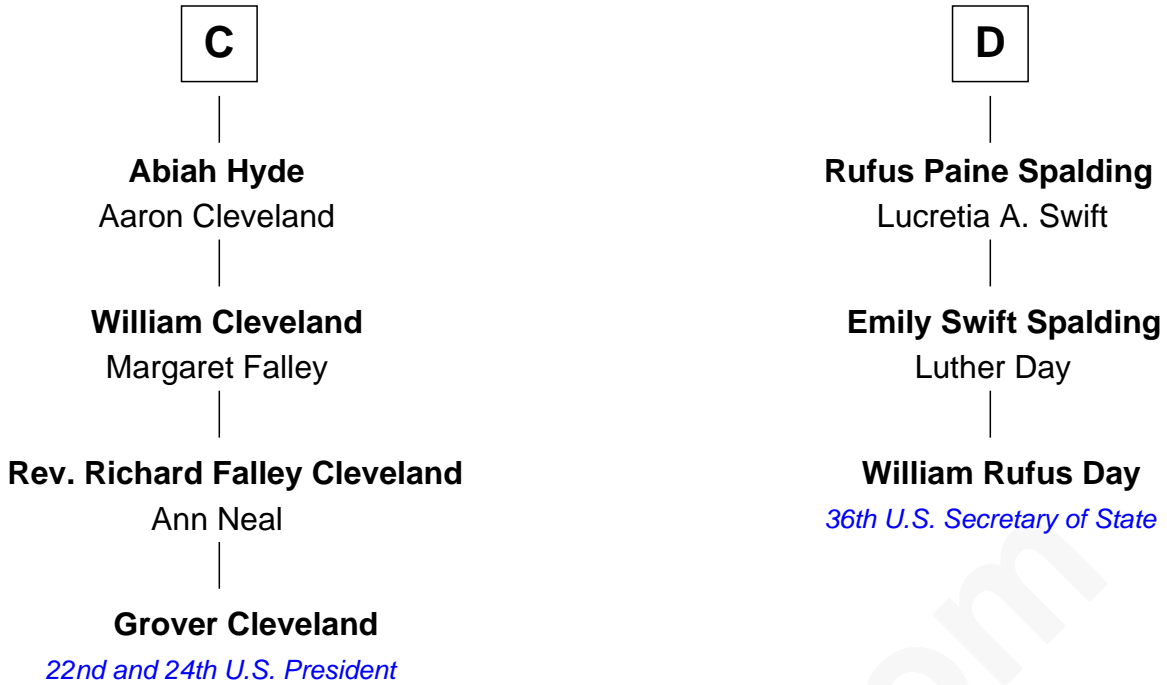 C
Abiah Hyde
Aaron Cleveland
William Cleveland
Margaret Falley
Rev. Richard Falley Cleveland
Ann Neal
Grover Cleveland
22nd and 24th U.S. President
D
Rufus Paine Spalding
Lucretia A. Swift
Emily Swift Spalding
Luther Day
William Rufus Day
36th U.S. Secretary of State
om